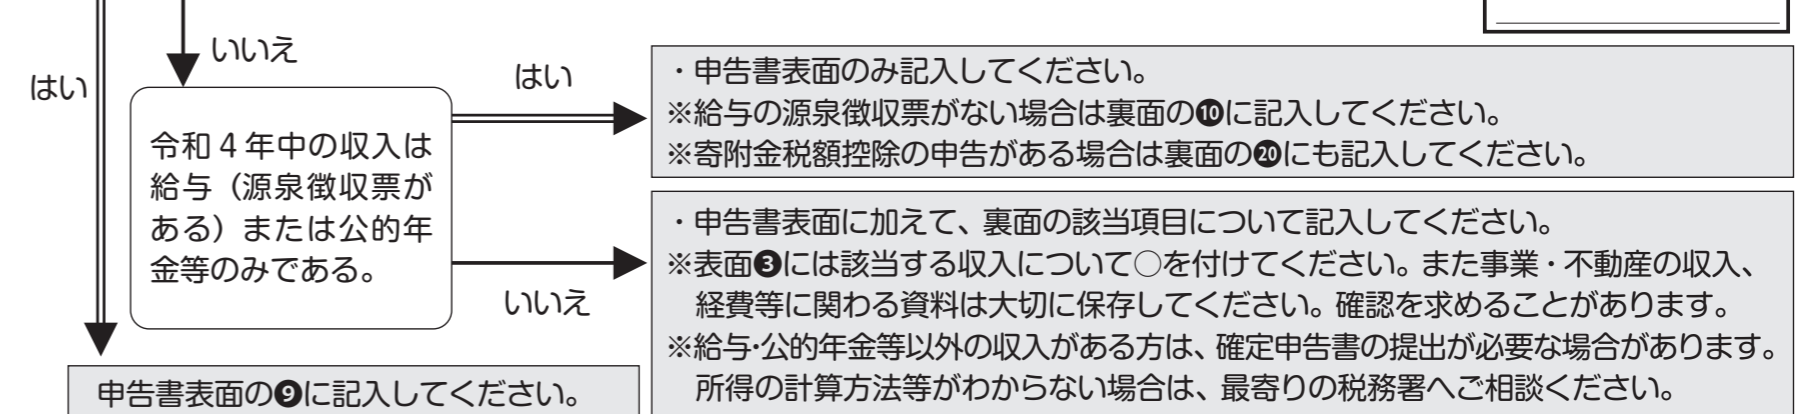 いいえ
はい
はい
令和４年中の収入は
給与（源泉徴収票が
ある）または公的年
金等のみである。
・申告書表面のみ記入してください。
※給与の源泉徴収票がない場合は裏面の❿に記入してください。
※寄附金税額控除の申告がある場合は裏面の⓴にも記入してください。
いいえ
・申告書表面に加えて、裏面の該当項目について記入してください。
※表面❸には該当する収入について○を付けてください。また事業・不動産の収入、
経費等に関わる資料は大切に保存してください。確認を求めることがあります。
※給与・公的年金等以外の収入がある方は、確定申告書の提出が必要な場合があります。
所得の計算方法等がわからない場合は、最寄りの税務署へご相談ください。
申告書表面の❾に記入してください。